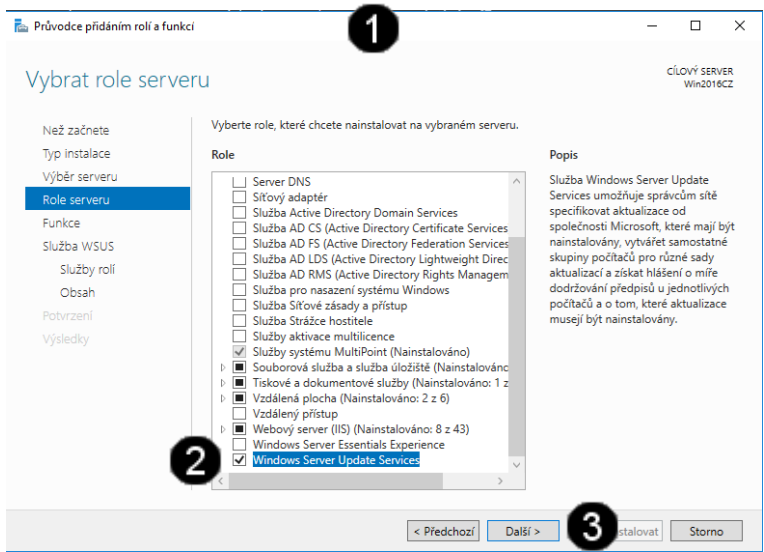 Průvodce přidáním rolí a funkcí
1
Vybrat role serveru
CÍLOVÝ SERVER
Win2016CZ
Než začnete
Typ instalace
Výběr serveru
Role serveru
Funkce
Služba WSUS
Služby rolí
Obsah
Potvrzení
Výsledky
Vyberte role, které chcete nainstalovat na vybraném serveru.
Role
Server DNS
Síťový adaptér
Služba Active Directory Domain Services
Služba AD CS (Active Directory Certificate Services
Služba AD FS (Active Directory Federation Services
Služba AD LDS (Active Directory Lightweight Direc
Služba AD RMS (Active Directory Rights Managem
Služba pro nasazení systému Windows
Služba Síťové zásady a přístup
Služba Strážce hostitele
Služby aktivace multilicence
Služby systému MultiPoint (Nainstalováno)
Souborová služba a služba úložiště (Nainstalovánc
Tiskové a dokumentové služby (Nainstalováno: 1 z
Vzdálená plocha (Nainstalováno: 2 z 6)
Vzdálený přístup
Webový server (IIS) (Nainstalováno: 8 z 43)
Windows Server Essentials Experience
2
Windows Server Update Services
Popis
Služba Windows Server Update
Services umožňuje správcům sítě
specifikovat aktualizace od
společnosti Microsoft, které mají být
nainstalovány, vytvářet samostatné
skupiny počítačů pro různé sady
aktualizací a získat hlášení o míře
dodržování předpisů u jednotlivých
počítačů a o tom, které aktualizace
musejí být nainstalovány.
< Předchozí
Další >
3
stalovat
Storno